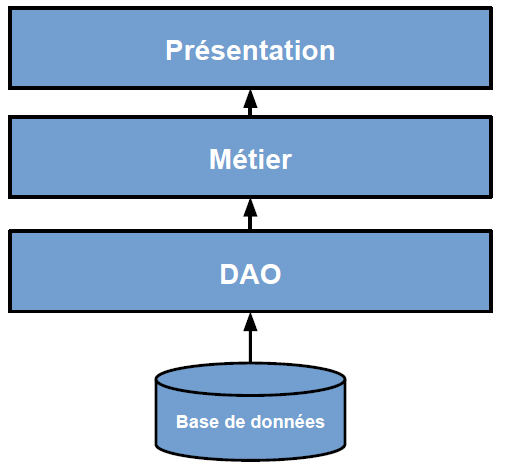 Présentation
Métier
DAO
Base de données